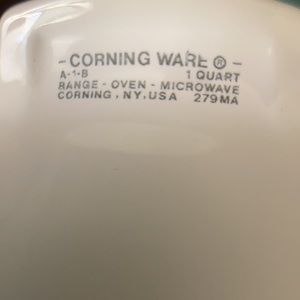 - CORNING WARE ® -
A-1-B 1 QUART
RANGE - OVEN - MICROWAVE
CORNING , NY, USA 279MA